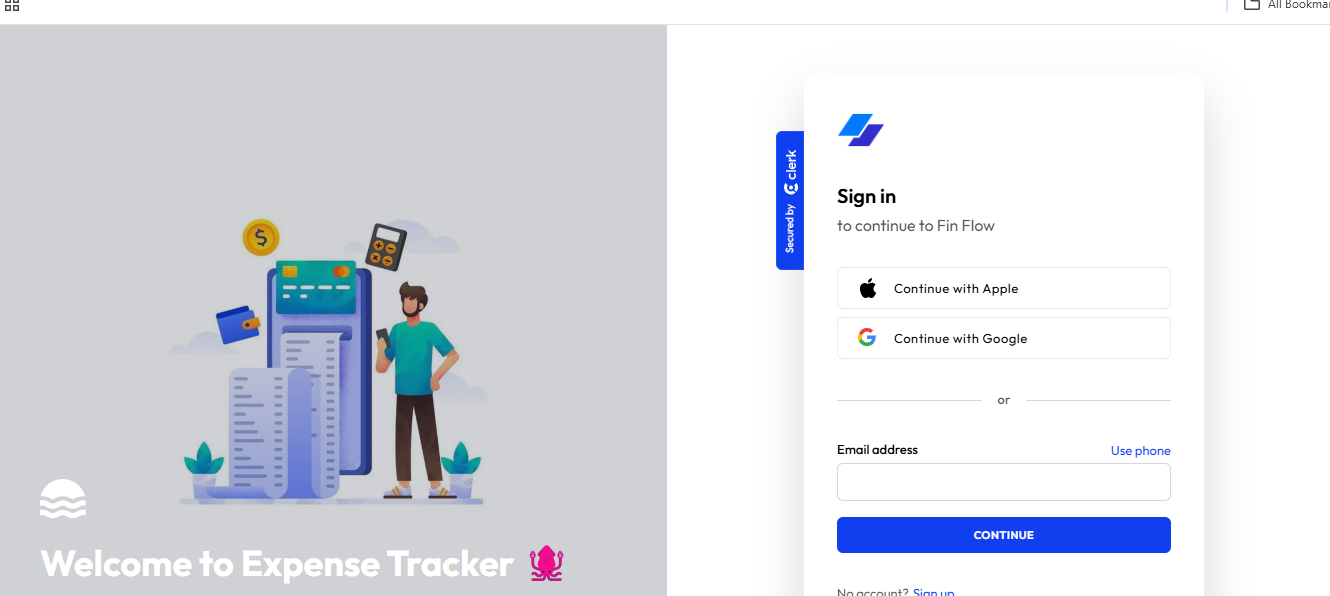 All Bookmar
Welcome to Expense Tracker
Secured by clerk
Sign in
to continue to Fin Flow
Continue with Apple
Continue with Google
or
Email address
Use phone
CONTINUE
No account? Sign up